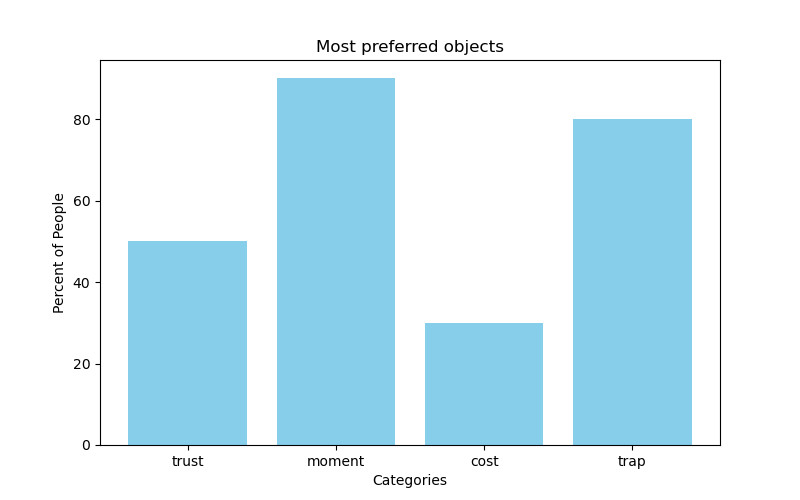 Most preferred objects
80
60
40
20
0
Percent of People
trust moment cost trap
Categories